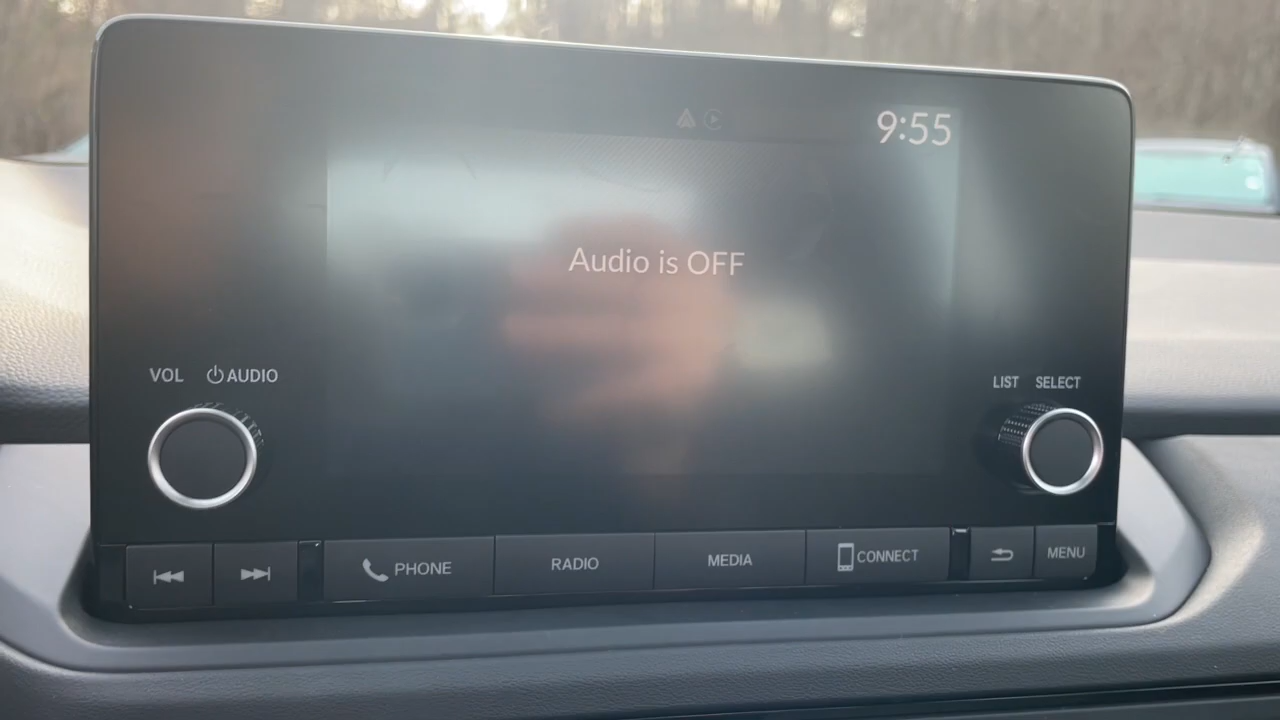 9:55
Audio is OFF
VOL AUDIO
LIST SELECT
PHONE
RADIO
MEDIA
CONNECT
MENU